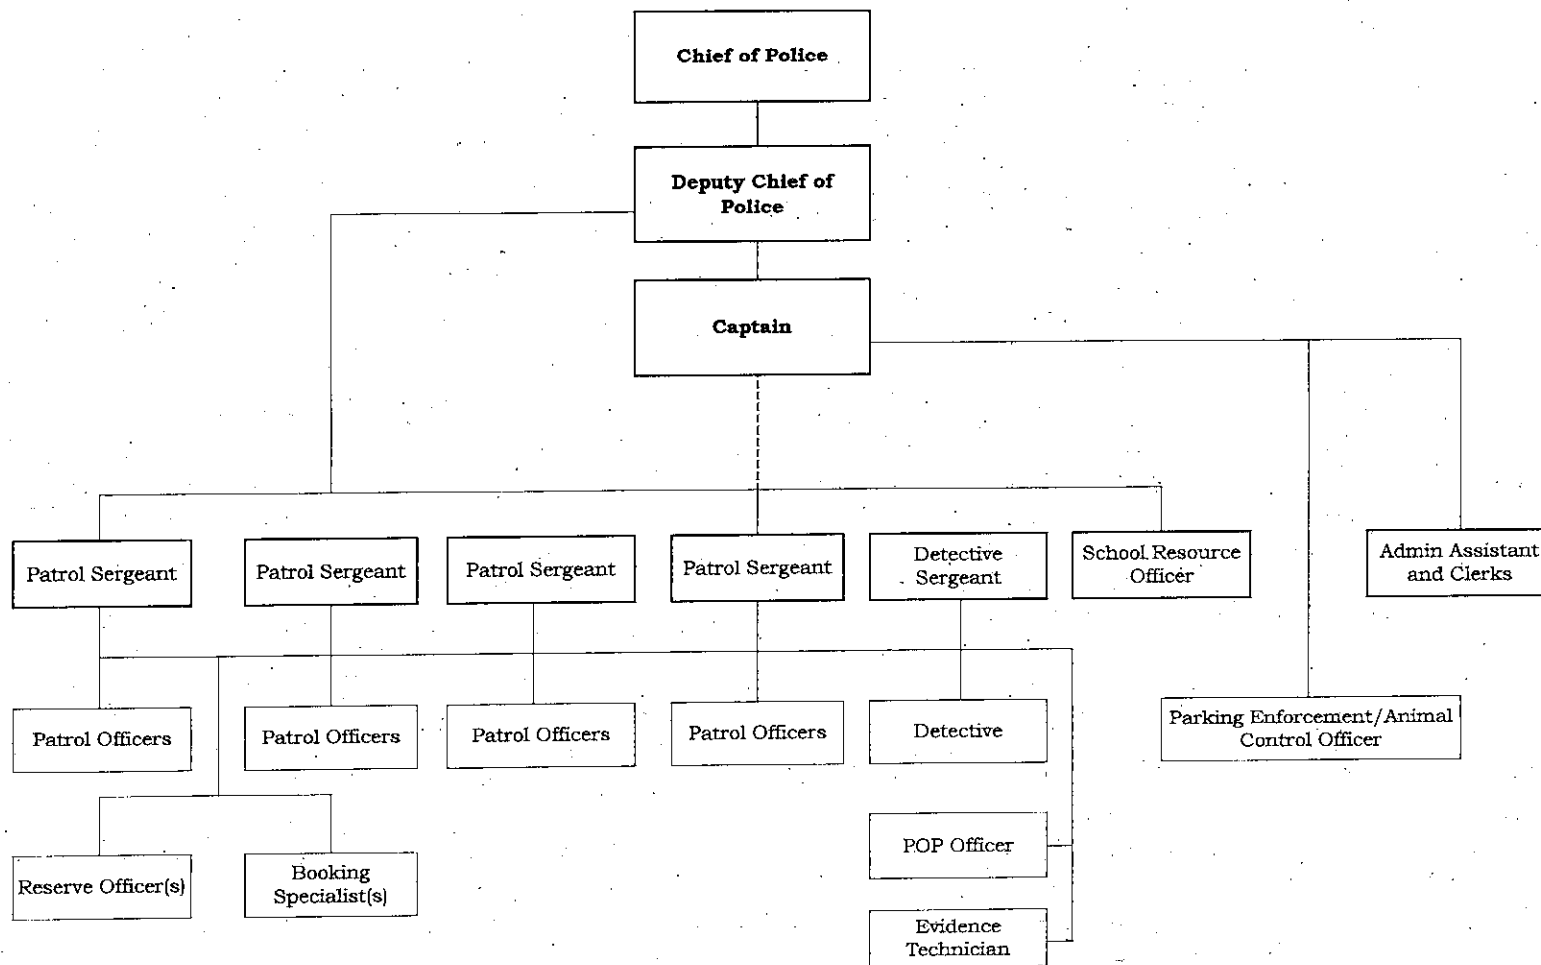 Chief of Police
Deputy Chief of
Police
Captain
Patrol Sergeant
Patrol Sergeant
Patrol Sergeant
Patrol Sergeant
Detective
Sergeant
School Resource
Officer
Admin Assistant
and Clerks
Patrol Officers
Patrol Officers
Patrol Officers
Patrol Officers
Detective
Parking Enforcement/Animal
Control Officer
POP Officer
Reserve Officer(s)
Booking
Specialist(s)
Evidence
Technician